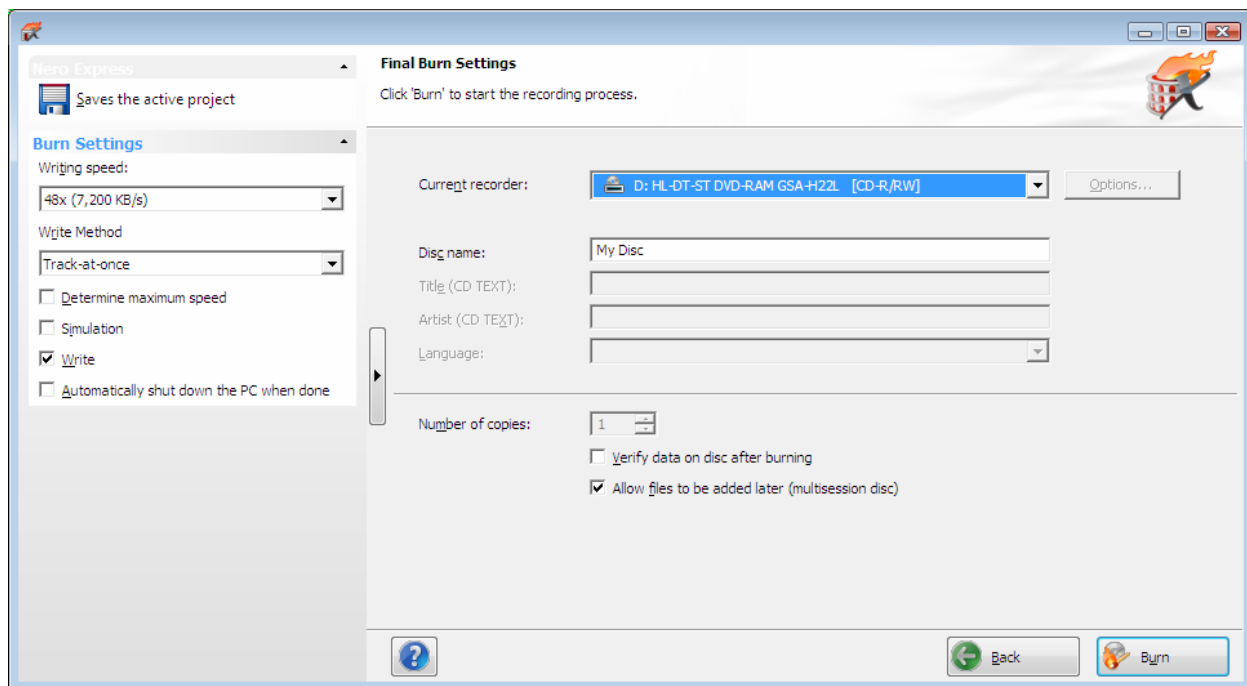 Nero Express
Saves the active project
Burn Settings
Writing speed:
48x (7,200 KB/s)
Write Method
Track-at-once
Determine maximum speed
Simulation
Write
Automatically shut down the PC when done
Final Burn Settings
Click 'Burn' to start the recording process.
Current recorder:
D: HL-DT-ST DVD-RAM GSA-H22L [CD-R/RW]
Options...
Disc name:
My Disc
Title (CD TEXT):
Artist (CD TEXT):
Language:
Number of copies:
1
Verify data on disc after burning
Allow files to be added later (multisession disc)
?
Back
Burn